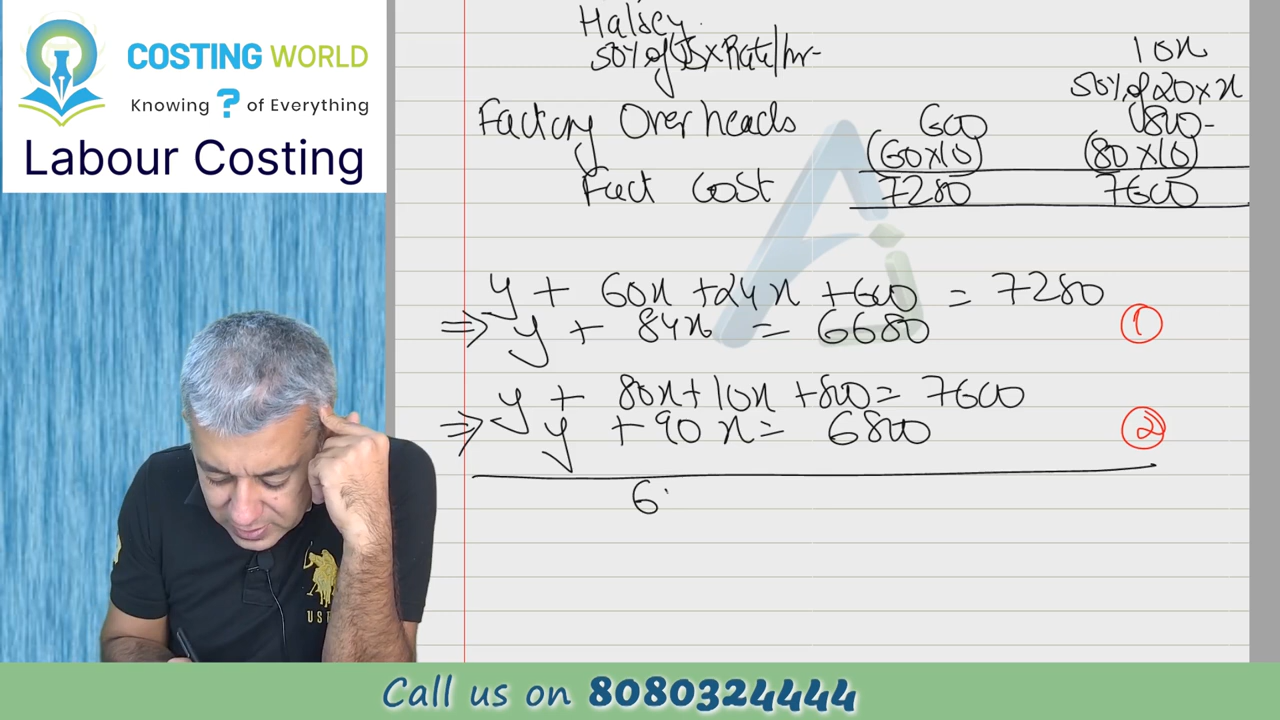 COSTING WORLD
Knowing ? of Everything
Labour Costing
Halsey
50% of TS x Rate/hr
10x
50% of 20 x x
Factory Overheads 600 800
(60x10) (80x10)
Fact Cost 7280 7600
y + 60x + 24x + 600 = 7280
⇒ y + 84x = 6680 ①
y + 80x + 10x + 800 = 7600
⇒ y + 90x = 6800 ②
6
UST
Call us on 8080324444